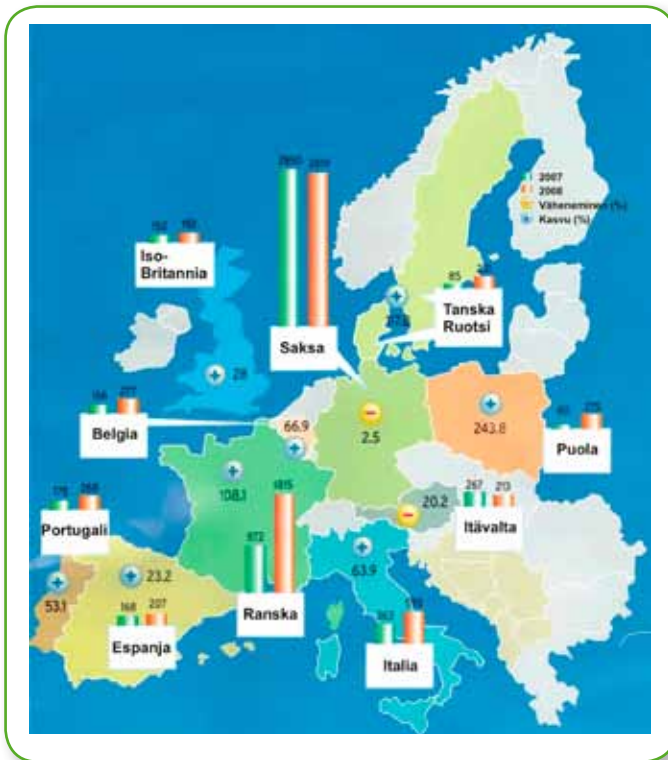 2007
2008
Väheneminen (%)
Kasvu (%)
Iso-
Britannia
28
Saksa
2.5
85
Tanska
Ruotsi
Belgia
66.9
243.8
Puola
108.1
872
1815
Ranska
267
213
20.2
Itävalta
Portugali
53.1
23.2
168
207
Espanja
63.9
Italia